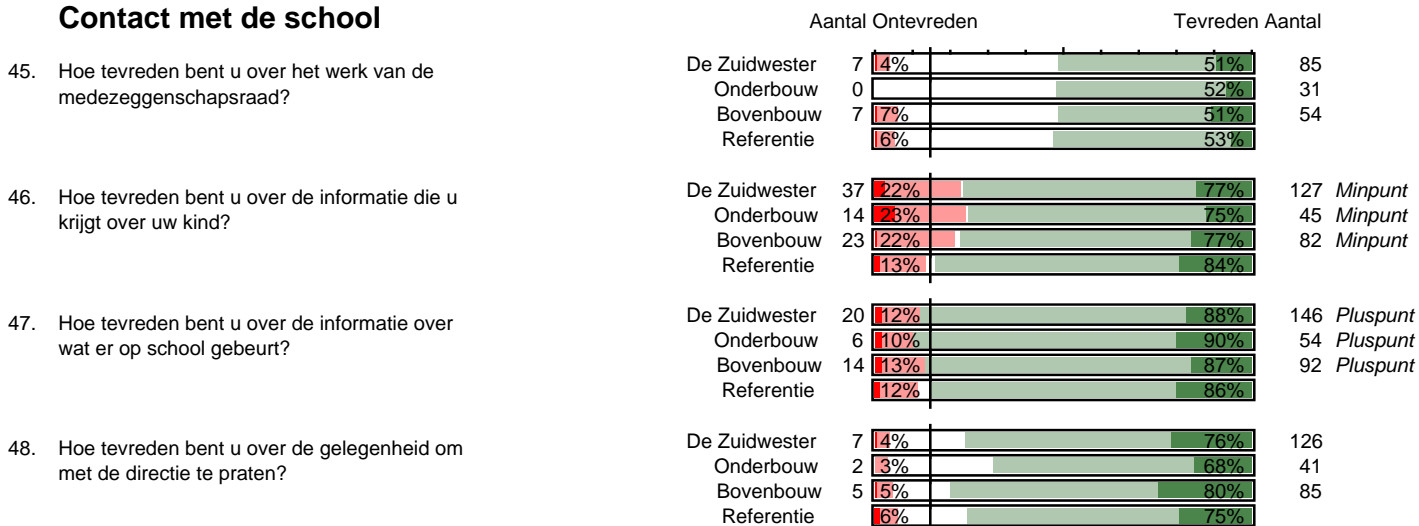 Contact met de school
Aantal Ontevreden Tevreden Aantal
45. Hoe tevreden bent u over het werk van de
medezeggenschapsraad?
De Zuidwester 7 4% 51% 85
Onderbouw 0 52% 31
Bovenbouw 7 7% 51% 54
Referentie 6% 53%
46. Hoe tevreden bent u over de informatie die u
krijgt over uw kind?
De Zuidwester 37 22% 77% 127 Minpunt
Onderbouw 14 23% 75% 45 Minpunt
Bovenbouw 23 22% 77% 82 Minpunt
Referentie 13% 84%
47. Hoe tevreden bent u over de informatie over
wat er op school gebeurt?
De Zuidwester 20 12% 88% 146 Pluspunt
Onderbouw 6 10% 90% 54 Pluspunt
Bovenbouw 14 13% 87% 92 Pluspunt
Referentie 12% 86%
48. Hoe tevreden bent u over de gelegenheid om
met de directie te praten?
De Zuidwester 7 4% 76% 126
Onderbouw 2 3% 68% 41
Bovenbouw 5 5% 80% 85
Referentie 6% 75%